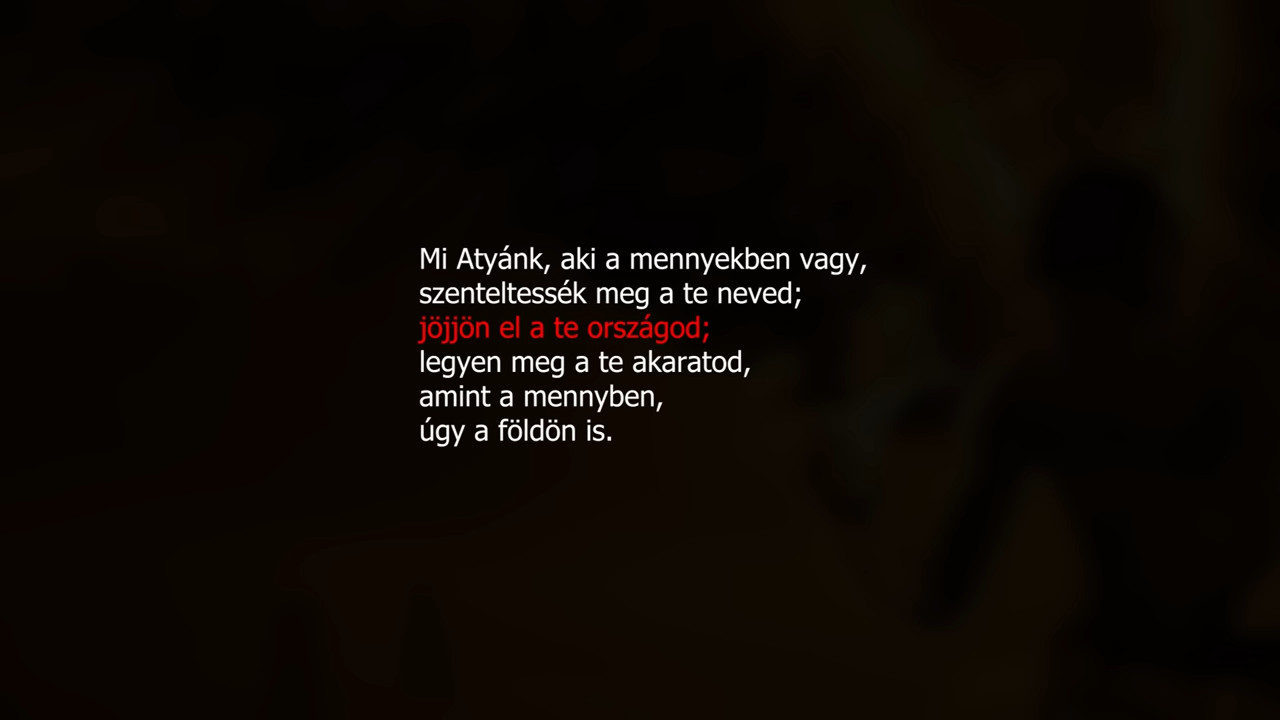 Mi Atyánk, aki a mennyekben vagy,
szenteltessék meg a te neved;
jöjjön el a te országod;
legyen meg a te akaratod,
amint a mennyben,
úgy a földön is.